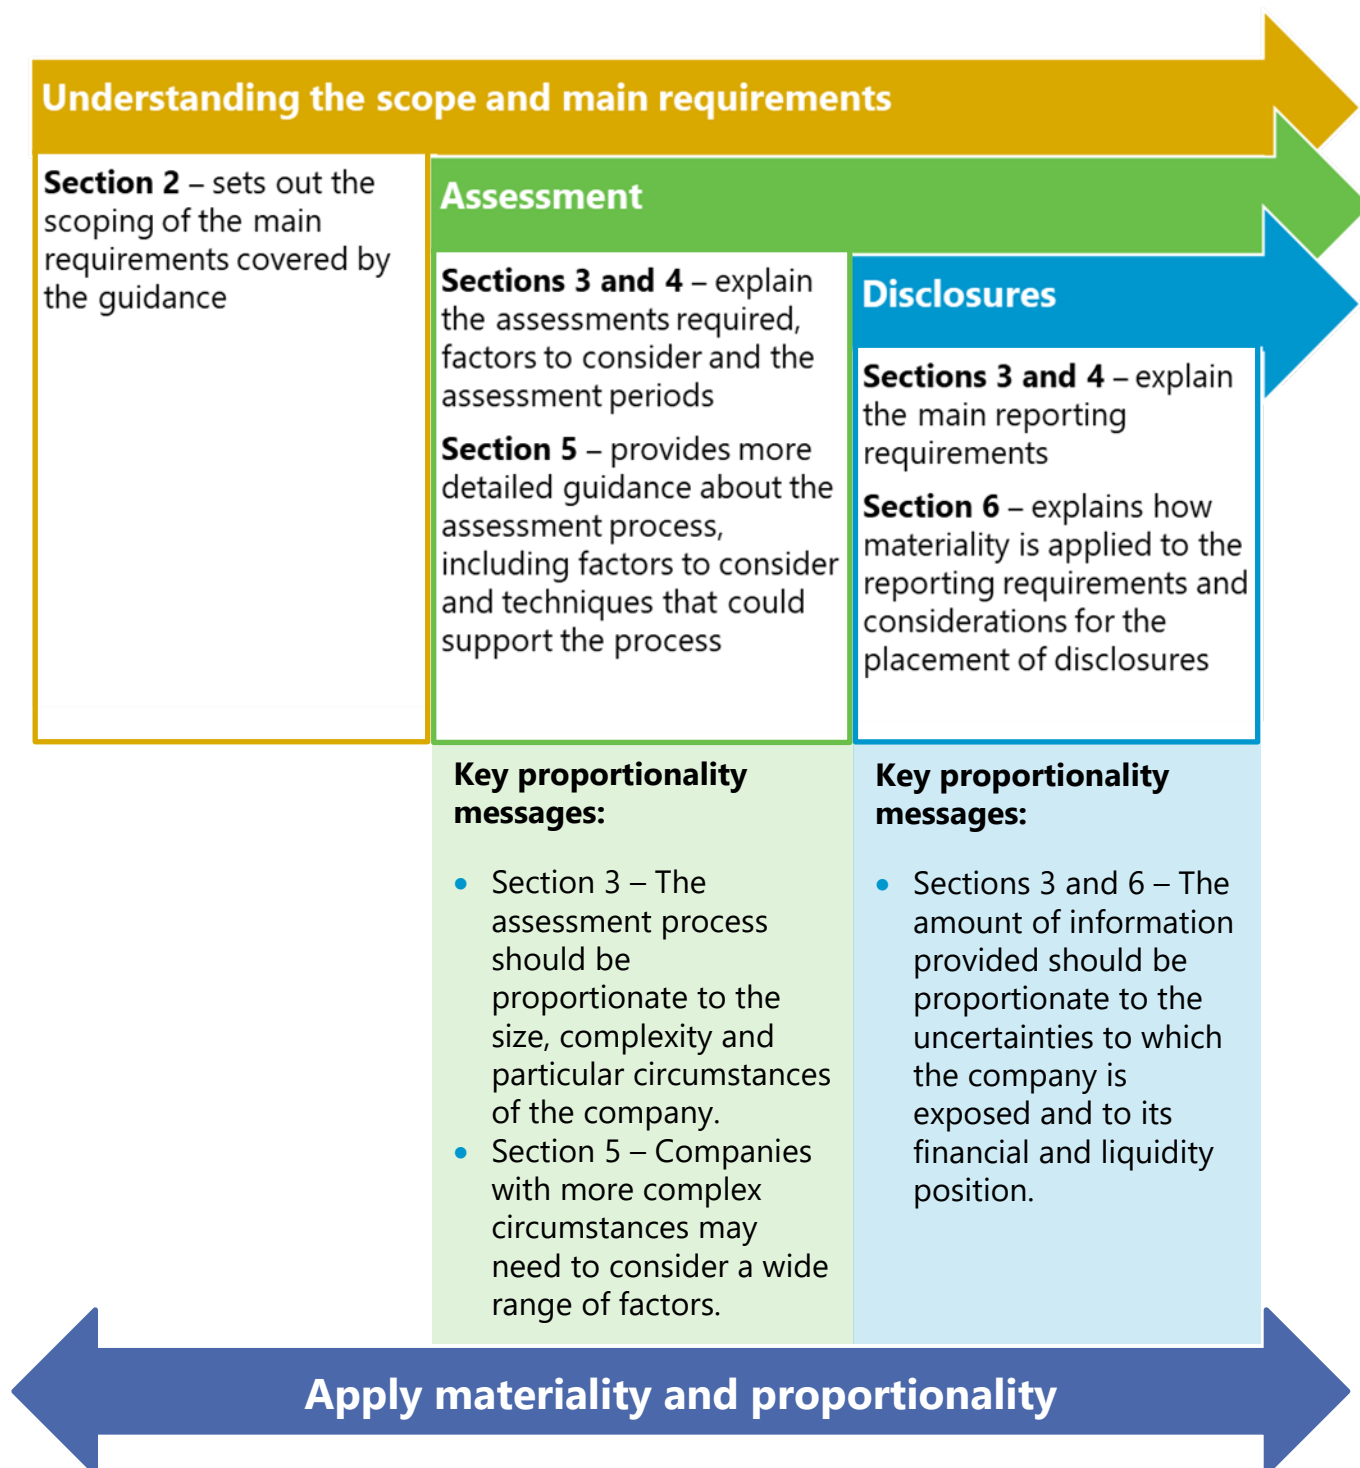 Understanding the scope and main requirements
Section 2 – sets out the
scoping of the main
requirements covered by
the guidance
Assessment
Sections 3 and 4 – explain
the assessments required,
factors to consider and the
assessment periods
Section 5 – provides more
detailed guidance about the
assessment process,
including factors to consider
and techniques that could
support the process
Disclosures
Sections 3 and 4 – explain
the main reporting
requirements
Section 6 – explains how
materiality is applied to the
reporting requirements and
considerations for the
placement of disclosures
Key proportionality
messages:
• Section 3 – The
assessment process
should be
proportionate to the
size, complexity and
particular circumstances
of the company.
• Section 5 – Companies
with more complex
circumstances may
need to consider a wide
range of factors.
Key proportionality
messages:
• Sections 3 and 6 – The
amount of information
provided should be
proportionate to the
uncertainties to which
the company is
exposed and to its
financial and liquidity
position.
Apply materiality and proportionality